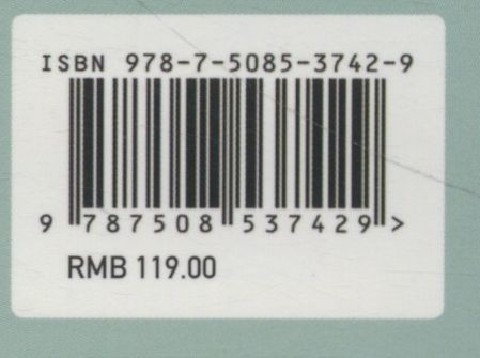 ISBN 978-7-5085-3742-9
9 787508 537429 >
RMB 119.00